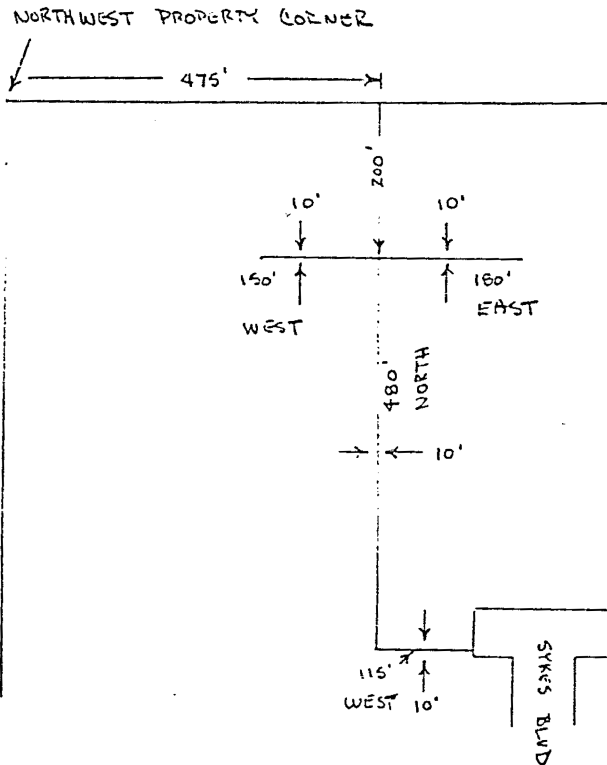 NORTHWEST PROPERTY CORNER
475'
200'
10'
10'
150'
180'
WEST
EAST
480'
NORTH
10'
115'
WEST
10'
SYKES BLVD